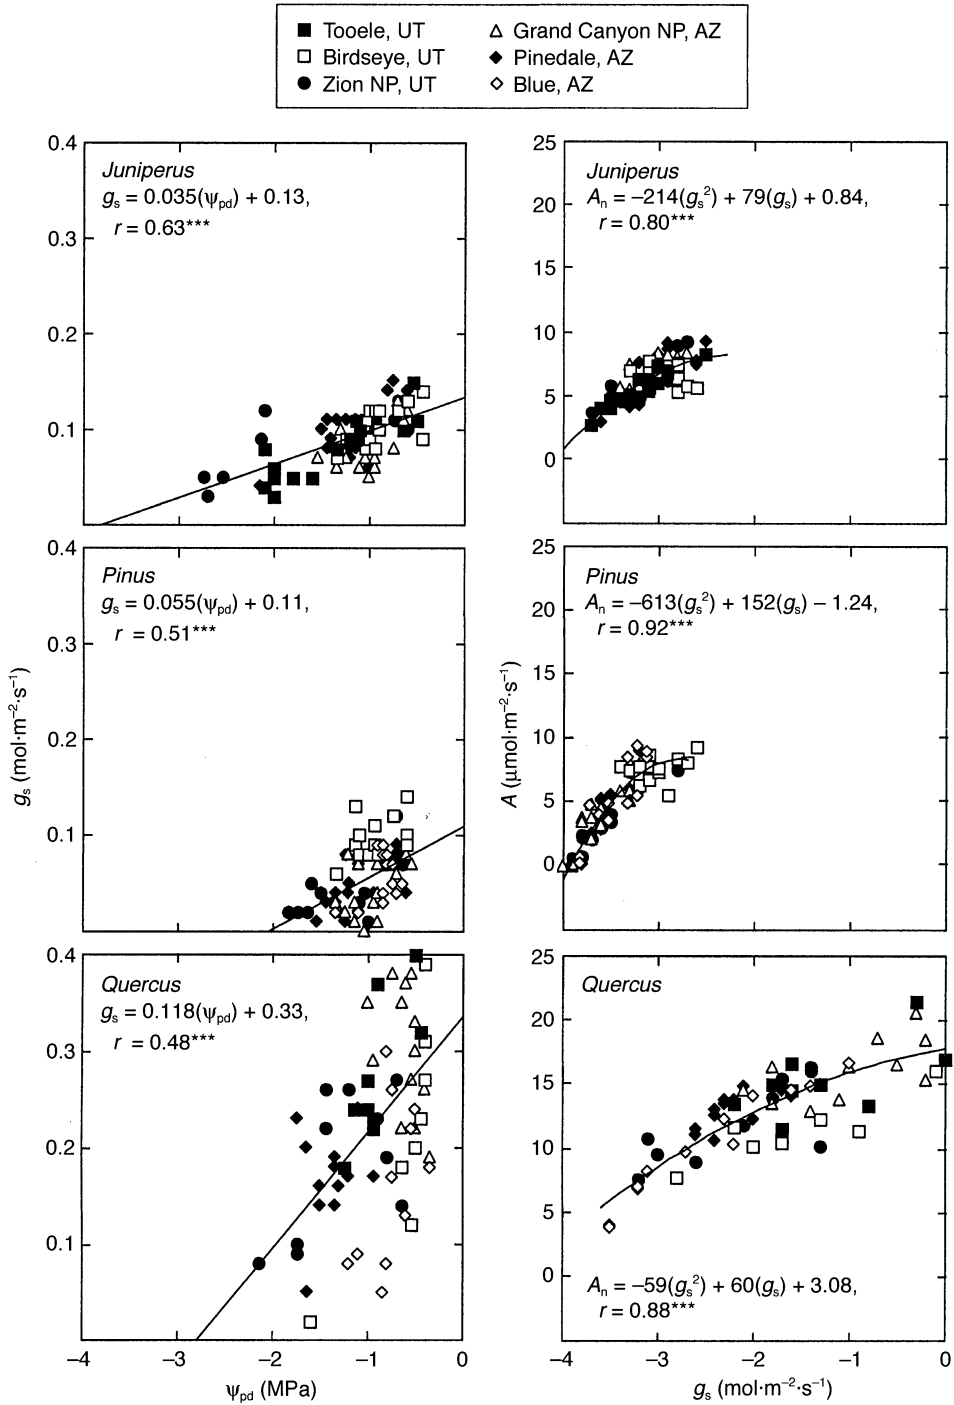 Tooele, UT
Birdseye, UT
Zion NP, UT
Grand Canyon NP, AZ
Pinedale, AZ
Blue, AZ
0.4
0.3
0.2
0.1
Juniperus
gs = 0.035(ψpd) + 0.13,
r = 0.63***
25
20
15
10
5
0
Juniperus
An = –214(gs²) + 79(gs) + 0.84,
r = 0.80***
0.4
0.3
0.2
0.1
0
Pinus
gs = 0.055(ψpd) + 0.11,
r = 0.51***
gs (mol·m–2·s–1)
25
20
15
10
5
0
Pinus
An = –613(gs²) + 152(gs) – 1.24,
r = 0.92***
A (μmol·m–2·s–1)
0.4
0.3
0.2
0.1
Quercus
gs = 0.118(ψpd) + 0.33,
r = 0.48***
–4 –3 –2 –1 0
ψpd (MPa)
25
20
15
10
5
0
Quercus
An = –59(gs²) + 60(gs) + 3.08,
r = 0.88***
–4 –3 –2 –1 0
gs (mol·m–2·s–1)